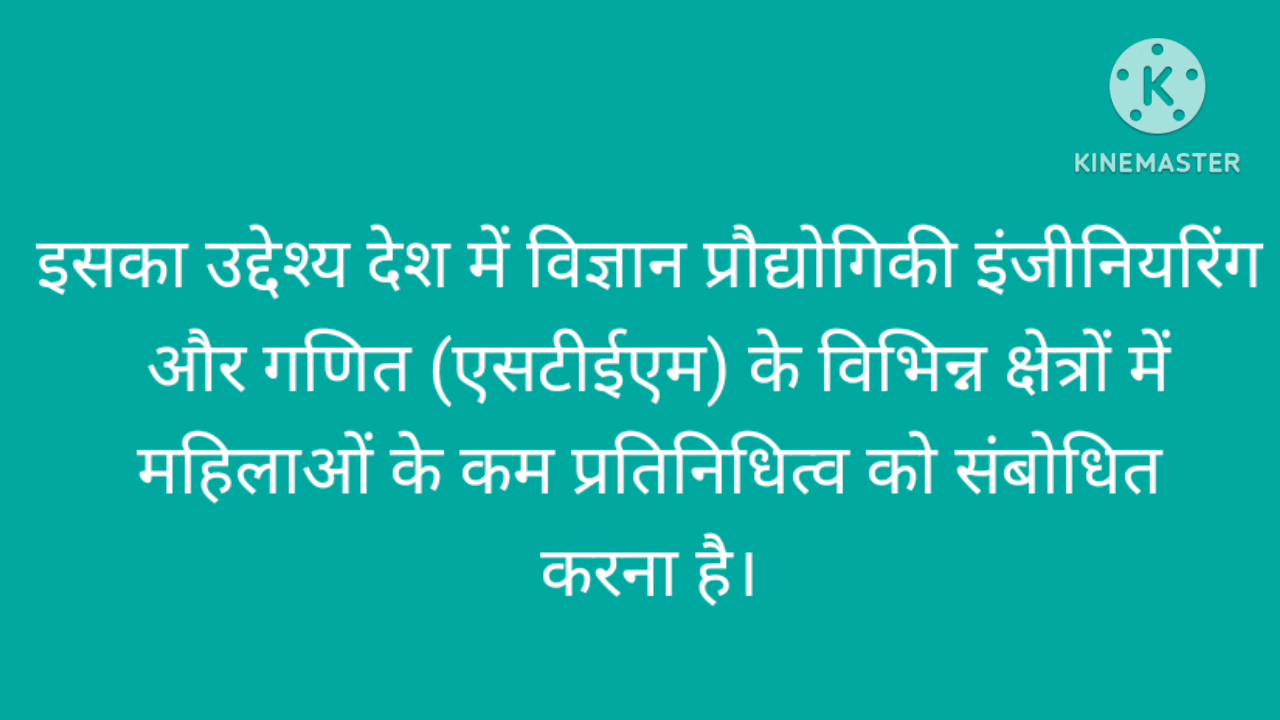 KINEMASTER
इसका उद्देश्य देश में विज्ञान प्रौद्योगिकी इंजीनियरिंग
और गणित (एसटीईएम) के विभिन्न क्षेत्रों में
महिलाओं के कम प्रतिनिधित्व को संबोधित
करना है।